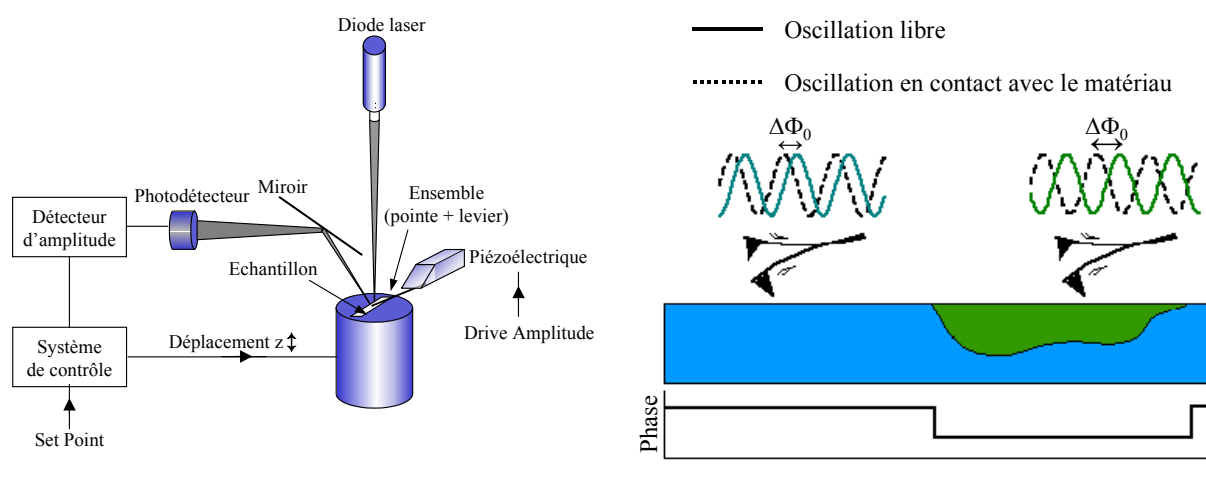 Diode laser
Miroir
Photodétecteur
Ensemble
(pointe + levier)
Détecteur
d'amplitude
Echantillon
Piézoélectrique
Drive Amplitude
Déplacement z
Système
de contrôle
Set Point
Oscillation libre
Oscillation en contact avec le matériau
ΔΦ0
ΔΦ0
Phase